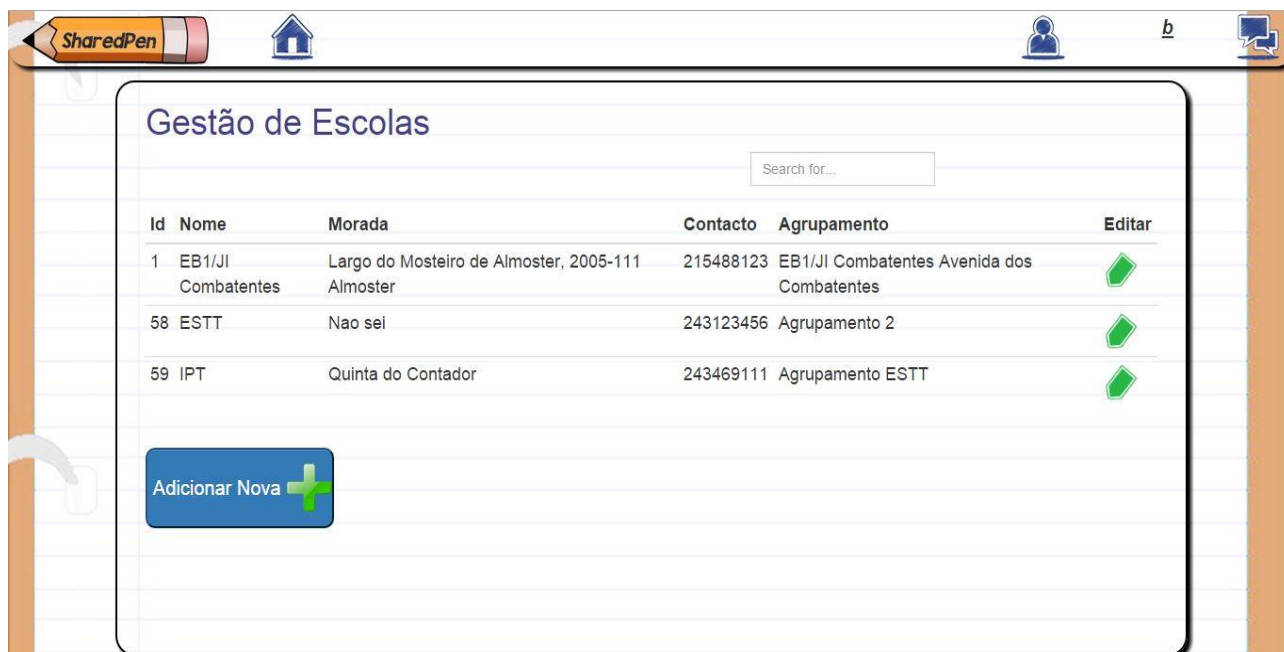 SharedPen
b
Gestão de Escolas
Search for...
Id Nome Morada Contacto Agrupamento Editar
1 EB1/JI Combatentes Largo do Mosteiro de Almoster, 2005-111 Almoster 215488123 EB1/JI Combatentes Avenida dos Combatentes
58 ESTT Nao sei 243123456 Agrupamento 2
59 IPT Quinta do Contador 243469111 Agrupamento ESTT
Adicionar Nova